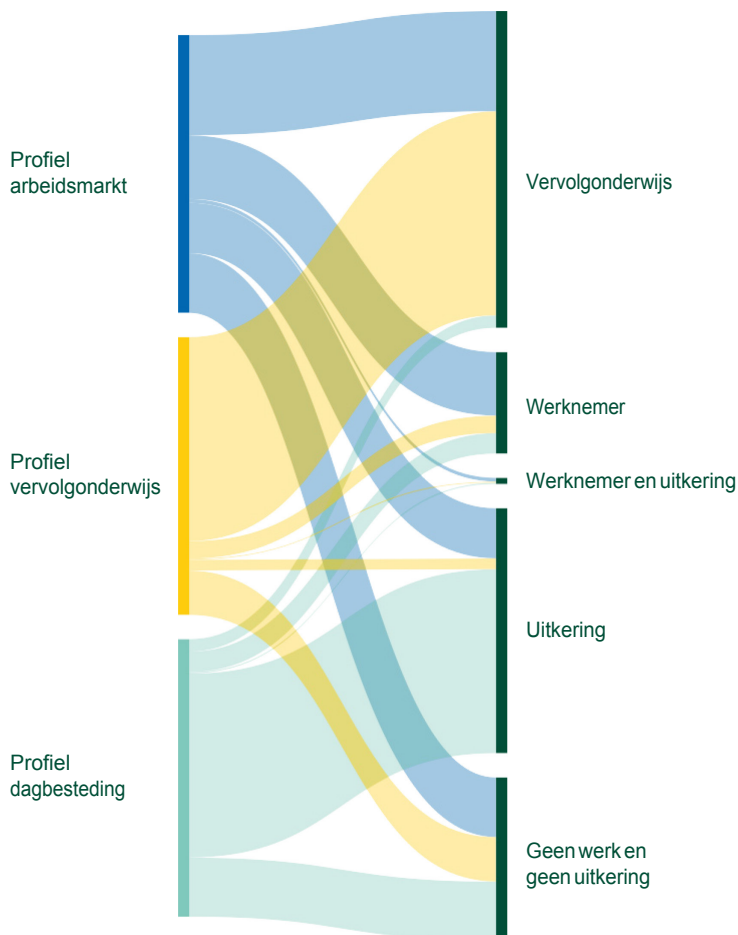 Profiel
arbeidsmarkt
Profiel
vervolgonderwijs
Profiel
dagbesteding
Vervolgonderwijs
Werknemer
Werknemer en uitkering
Uitkering
Geen werk en
geen uitkering